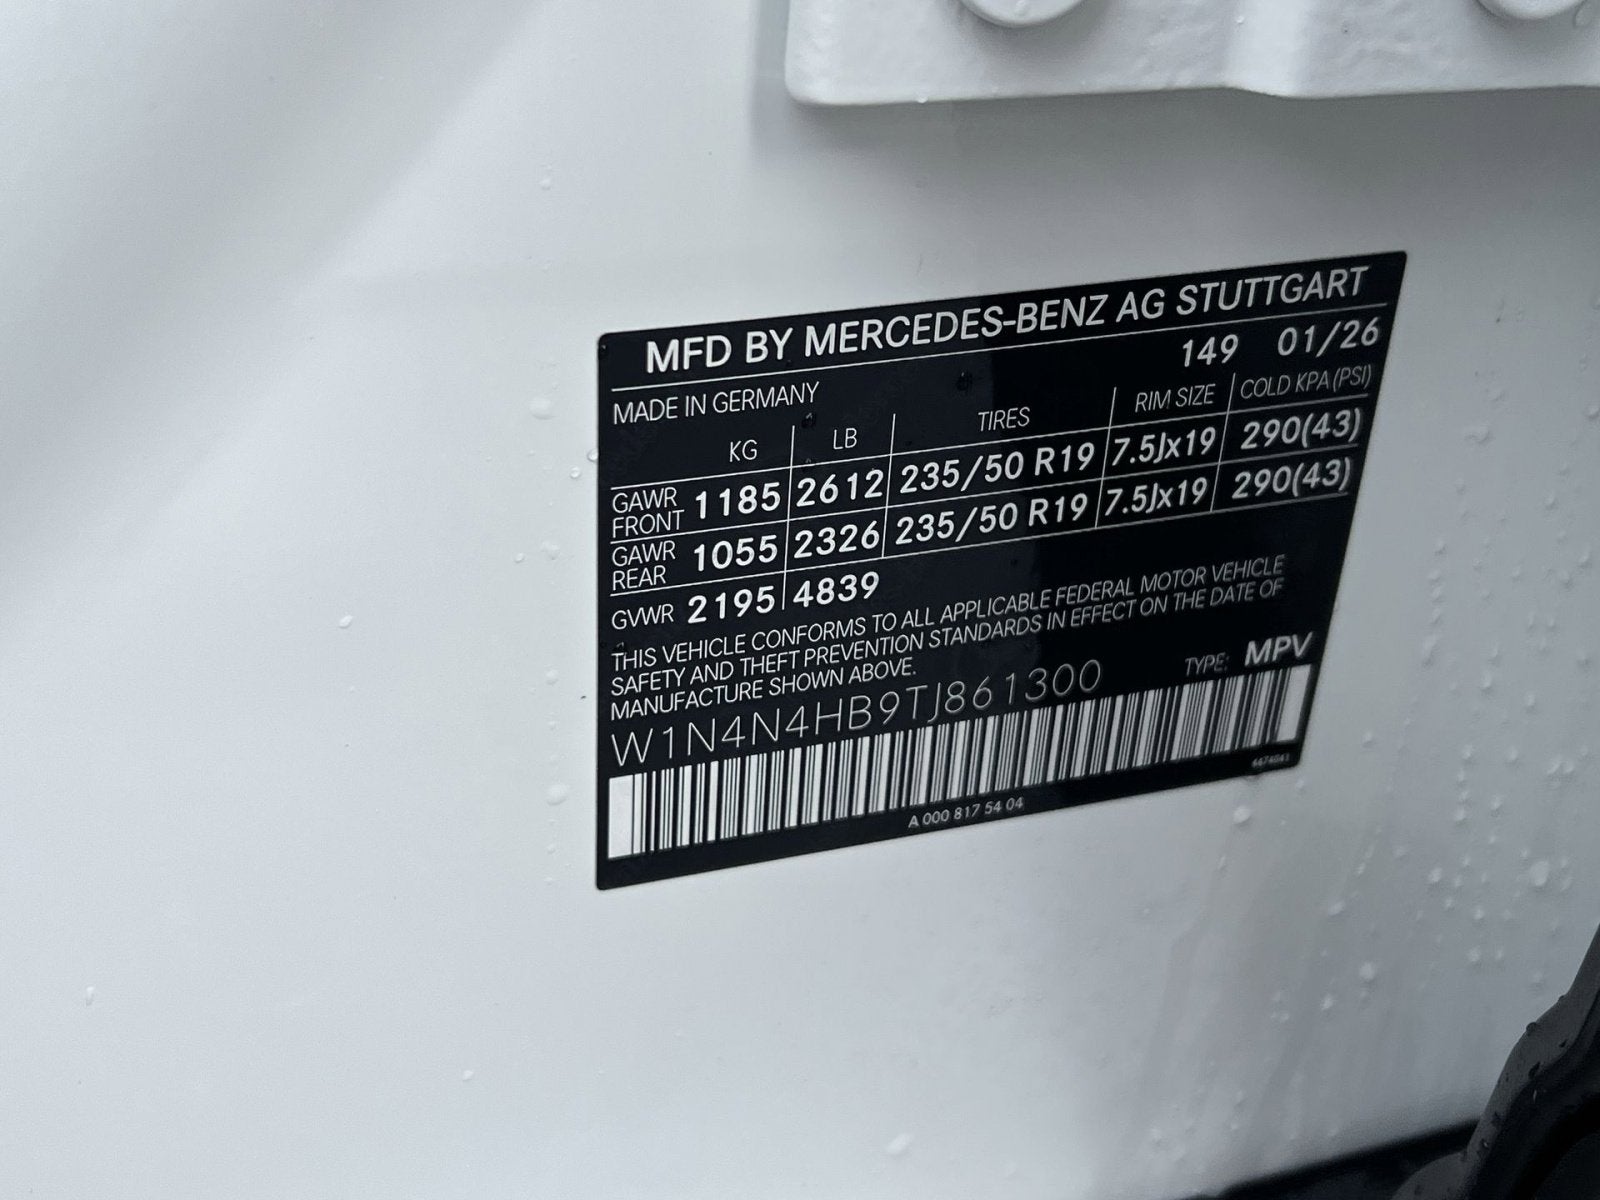 MFD BY MERCEDES-BENZ AG STUTTGART
MADE IN GERMANY 149 01/26
KG LB TIRES RIM SIZE COLD KPA (PSI)
GAWR FRONT 1185 2612 235/50 R19 7.5Jx19 290(43)
GAWR REAR 1055 2326 235/50 R19 7.5Jx19 290(43)
GVWR 2195 4839
THIS VEHICLE CONFORMS TO ALL APPLICABLE FEDERAL MOTOR VEHICLE
SAFETY AND THEFT PREVENTION STANDARDS IN EFFECT ON THE DATE OF
MANUFACTURE SHOWN ABOVE.
W1N4N4HB9TJ861300 TYPE: MPV
A 000 817 54 04